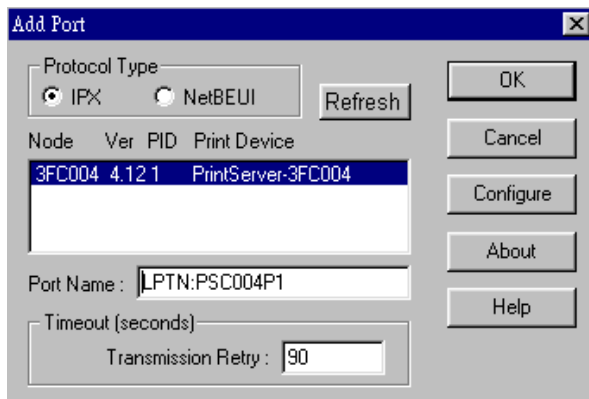 Add Port
Protocol Type
IPX NetBEUI
Refresh
Node Ver PID Print Device
3FC004 4.12 1 PrintServer-3FC004
Port Name : LPTN:PSC004P1
Timeout (seconds)
Transmission Retry : 90
OK
Cancel
Configure
About
Help